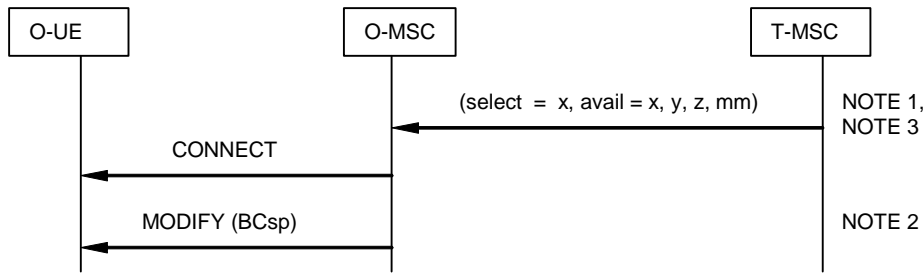 O-UE
O-MSC
T-MSC
(select = x, avail = x, y, z, mm)
NOTE 1,
NOTE 3
CONNECT
MODIFY (BCsp)
NOTE 2